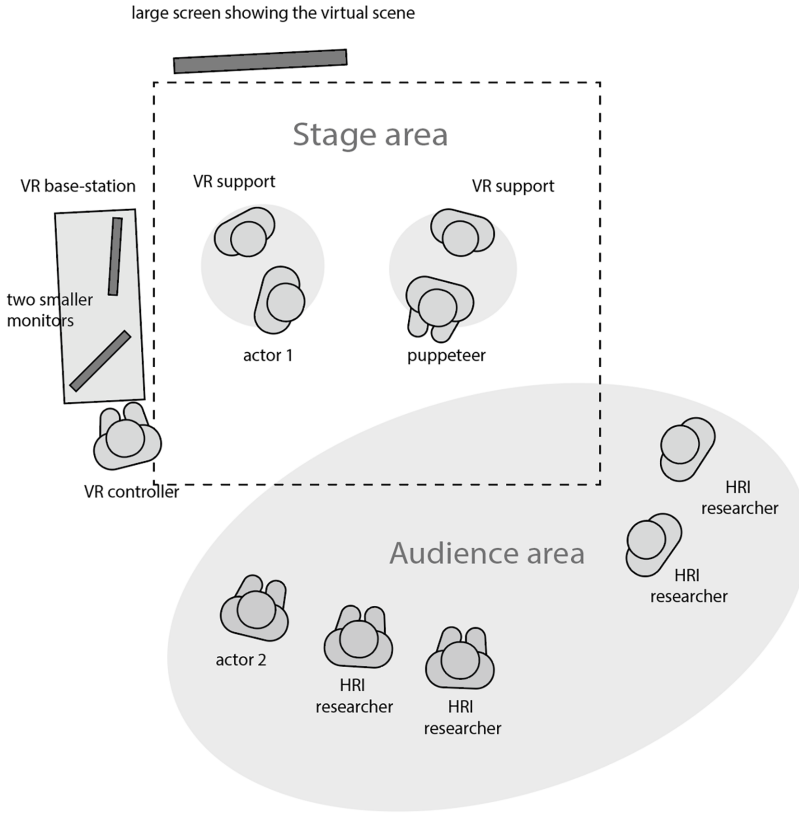 large screen showing the virtual scene
Stage area
VR base-station
VR support
VR support
two smaller
monitors
actor 1
puppeteer
VR controller
HRI
researcher
Audience area
HRI
researcher
actor 2
HRI
researcher
HRI
researcher